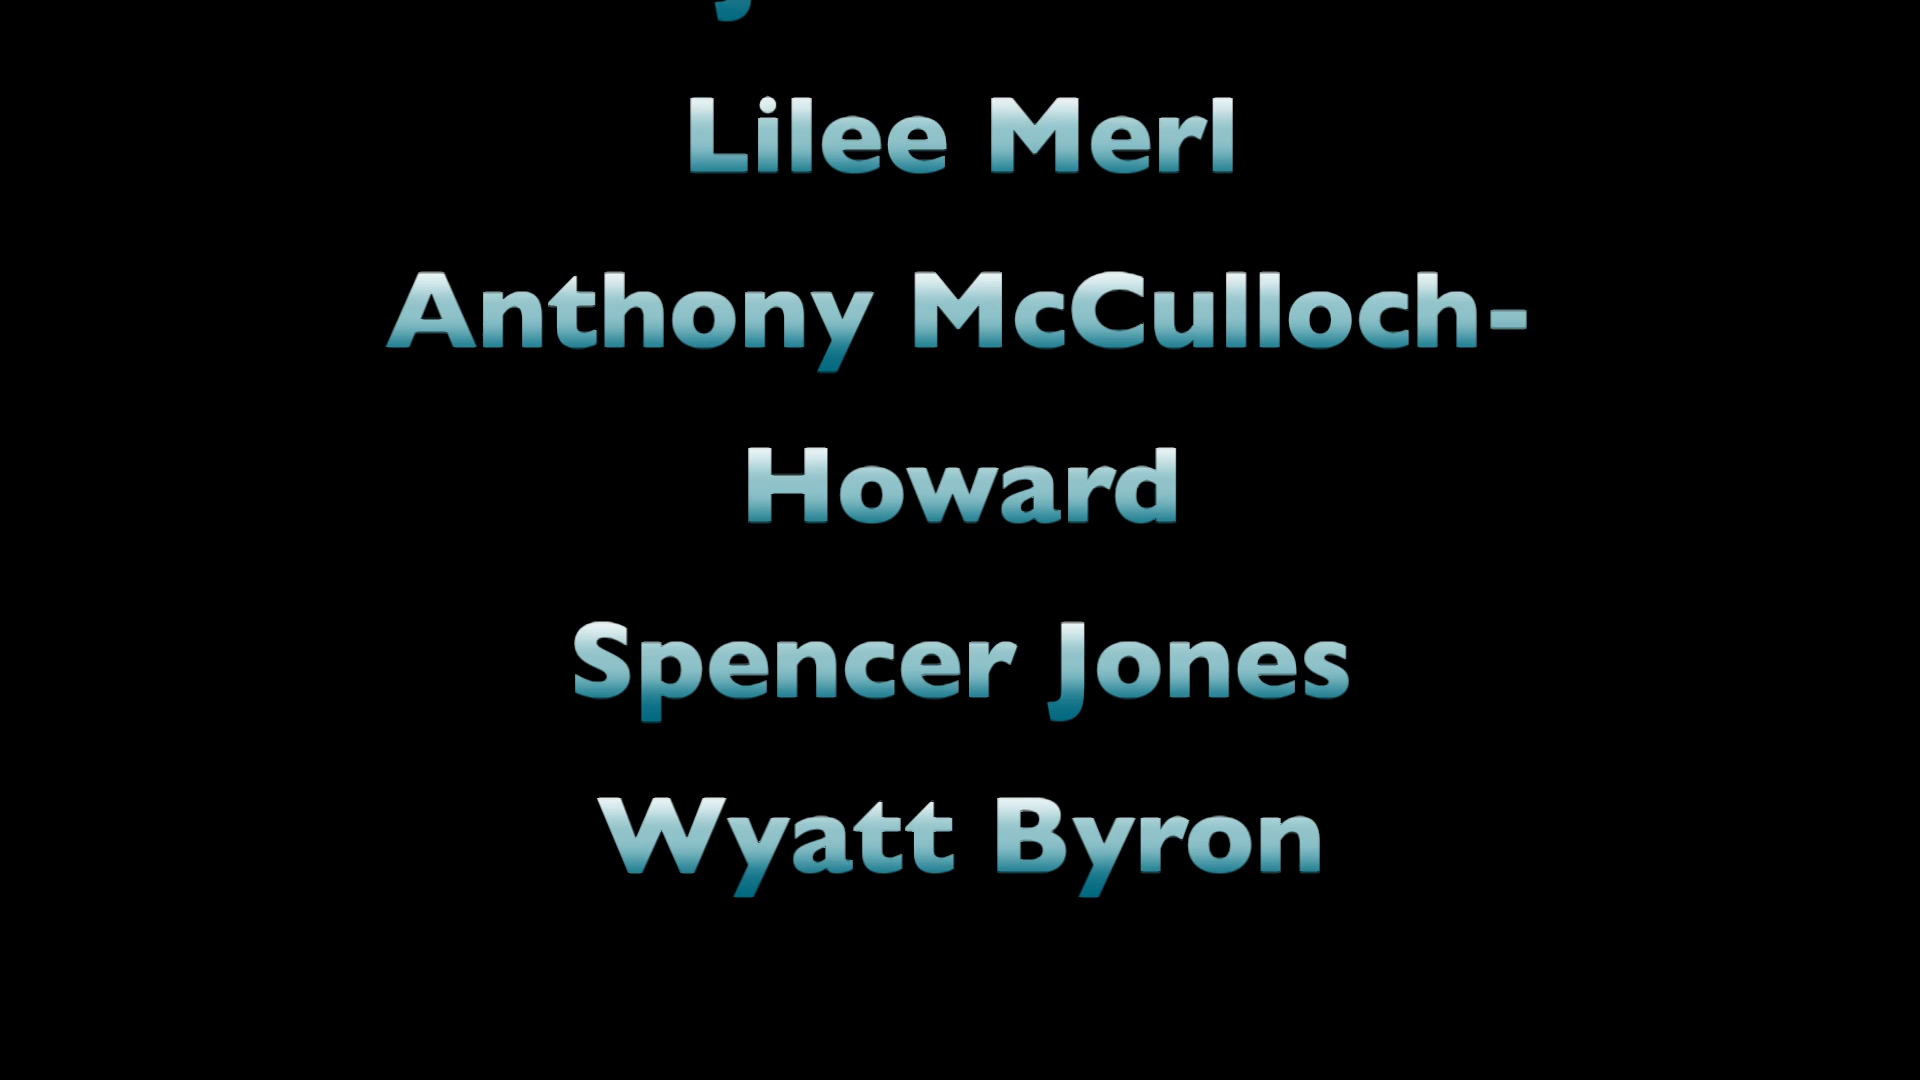 Lilee Merl
Anthony McCulloch-
Howard
Spencer Jones
Wyatt Byron